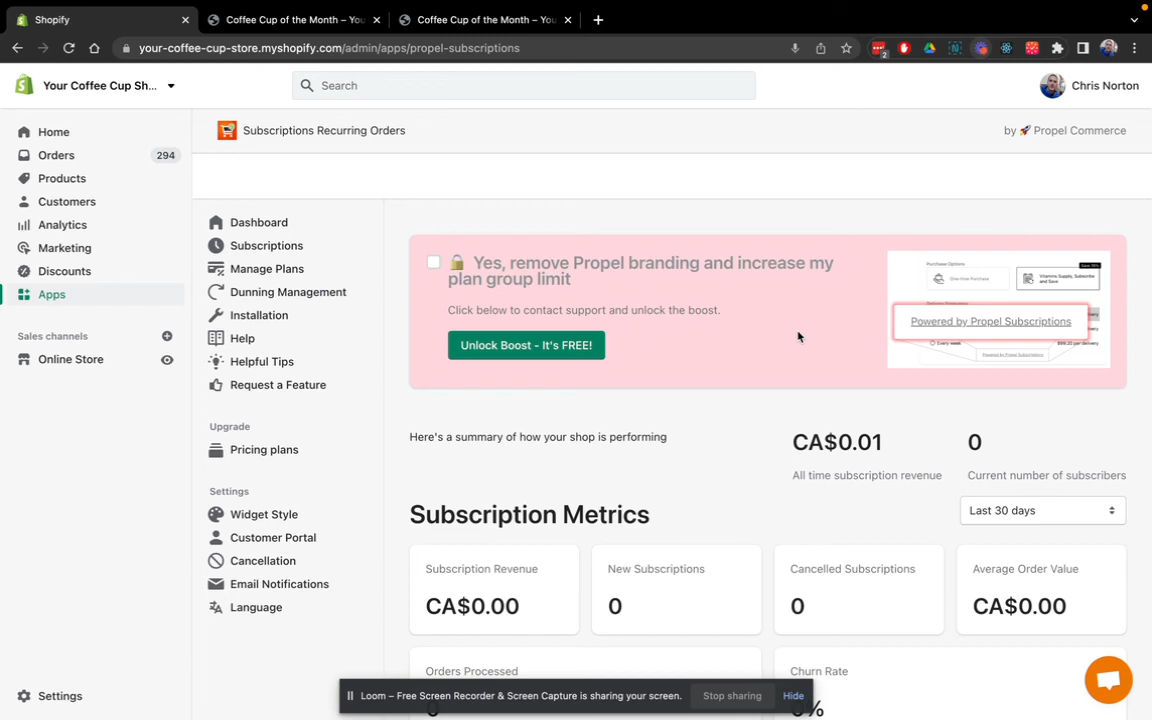 Shopify
Coffee Cup of the Month – You
Coffee Cup of the Month – You
your-coffee-cup-store.myshopify.com/admin/apps/propel-subscriptions
2
Your Coffee Cup Sh...
Search
Chris Norton
Home
Orders 294
Products
Customers
Analytics
Marketing
Discounts
Apps
Sales channels
Online Store
Settings
Subscriptions Recurring Orders
by 🚀 Propel Commerce
Dashboard
Subscriptions
Manage Plans
Dunning Management
Installation
Help
Helpful Tips
Request a Feature
Upgrade
Pricing plans
Settings
Widget Style
Customer Portal
Cancellation
Email Notifications
Language
🔒 Yes, remove Propel branding and increase my
plan group limit
Click below to contact support and unlock the boost.
Unlock Boost - It's FREE!
Purchase Options
One-time Purchase
Vitamins Supply, Subscribe
and Save
Powered by Propel Subscriptions
Every week
$99.20 per delivery
Powered by Propel Subscriptions
Here's a summary of how your shop is performing
CA$0.01
All time subscription revenue
0
Current number of subscribers
Subscription Metrics
Last 30 days
Subscription Revenue
CA$0.00
New Subscriptions
0
Cancelled Subscriptions
0
Average Order Value
CA$0.00
Orders Processed
0
Churn Rate
Loom – Free Screen Recorder & Screen Capture is sharing your screen.
Stop sharing
Hide